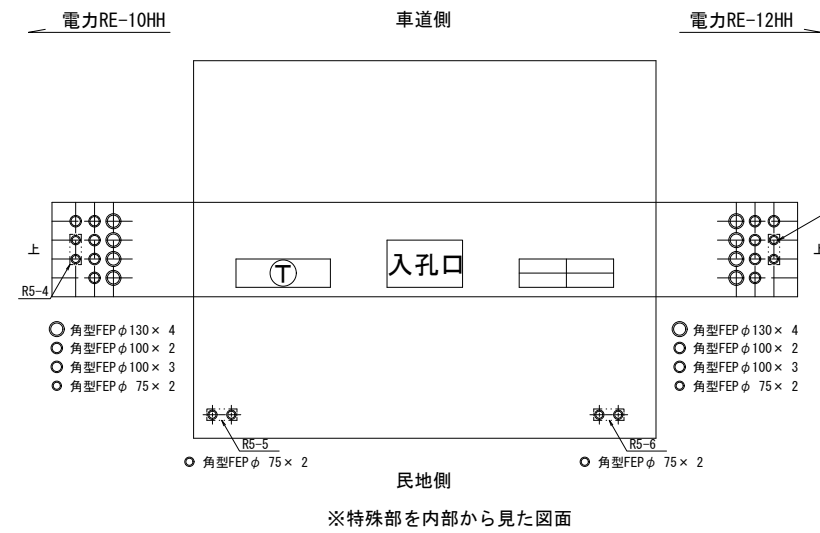 電力RE-10HH
車道側
電力RE-12HH
上
上
入孔口
T
R5-4
角型FEPφ130× 4
角型FEPφ100× 2
角型FEPφ100× 3
角型FEPφ 75× 2
角型FEPφ130× 4
角型FEPφ100× 2
角型FEPφ100× 3
角型FEPφ 75× 2
R5-5
角型FEPφ 75× 2
R5-6
角型FEPφ 75× 2
民地側
※特殊部を内部から見た図面